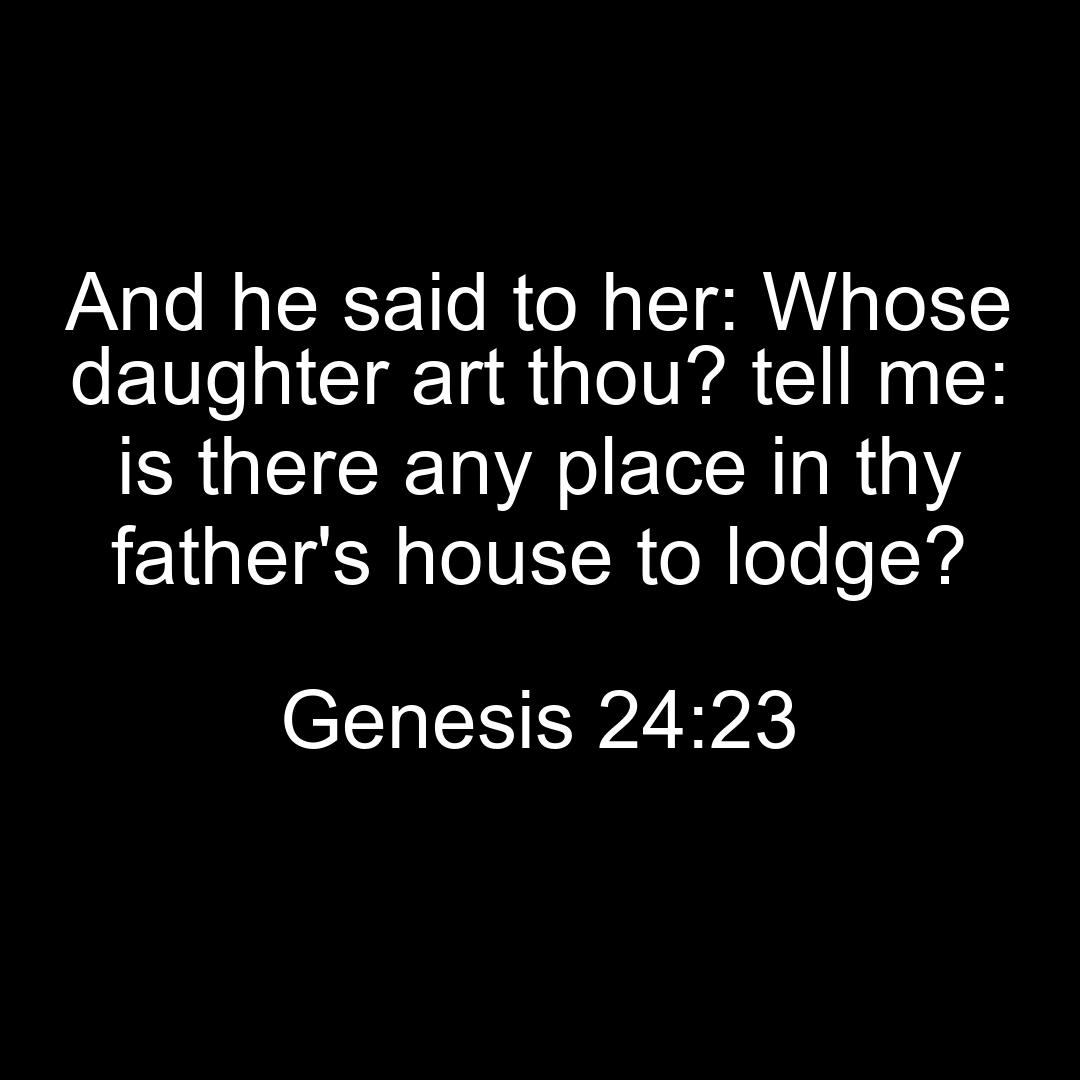 And he said to her: Whose
daughter art thou? tell me:
is there any place in thy
father's house to lodge?
Genesis 24:23